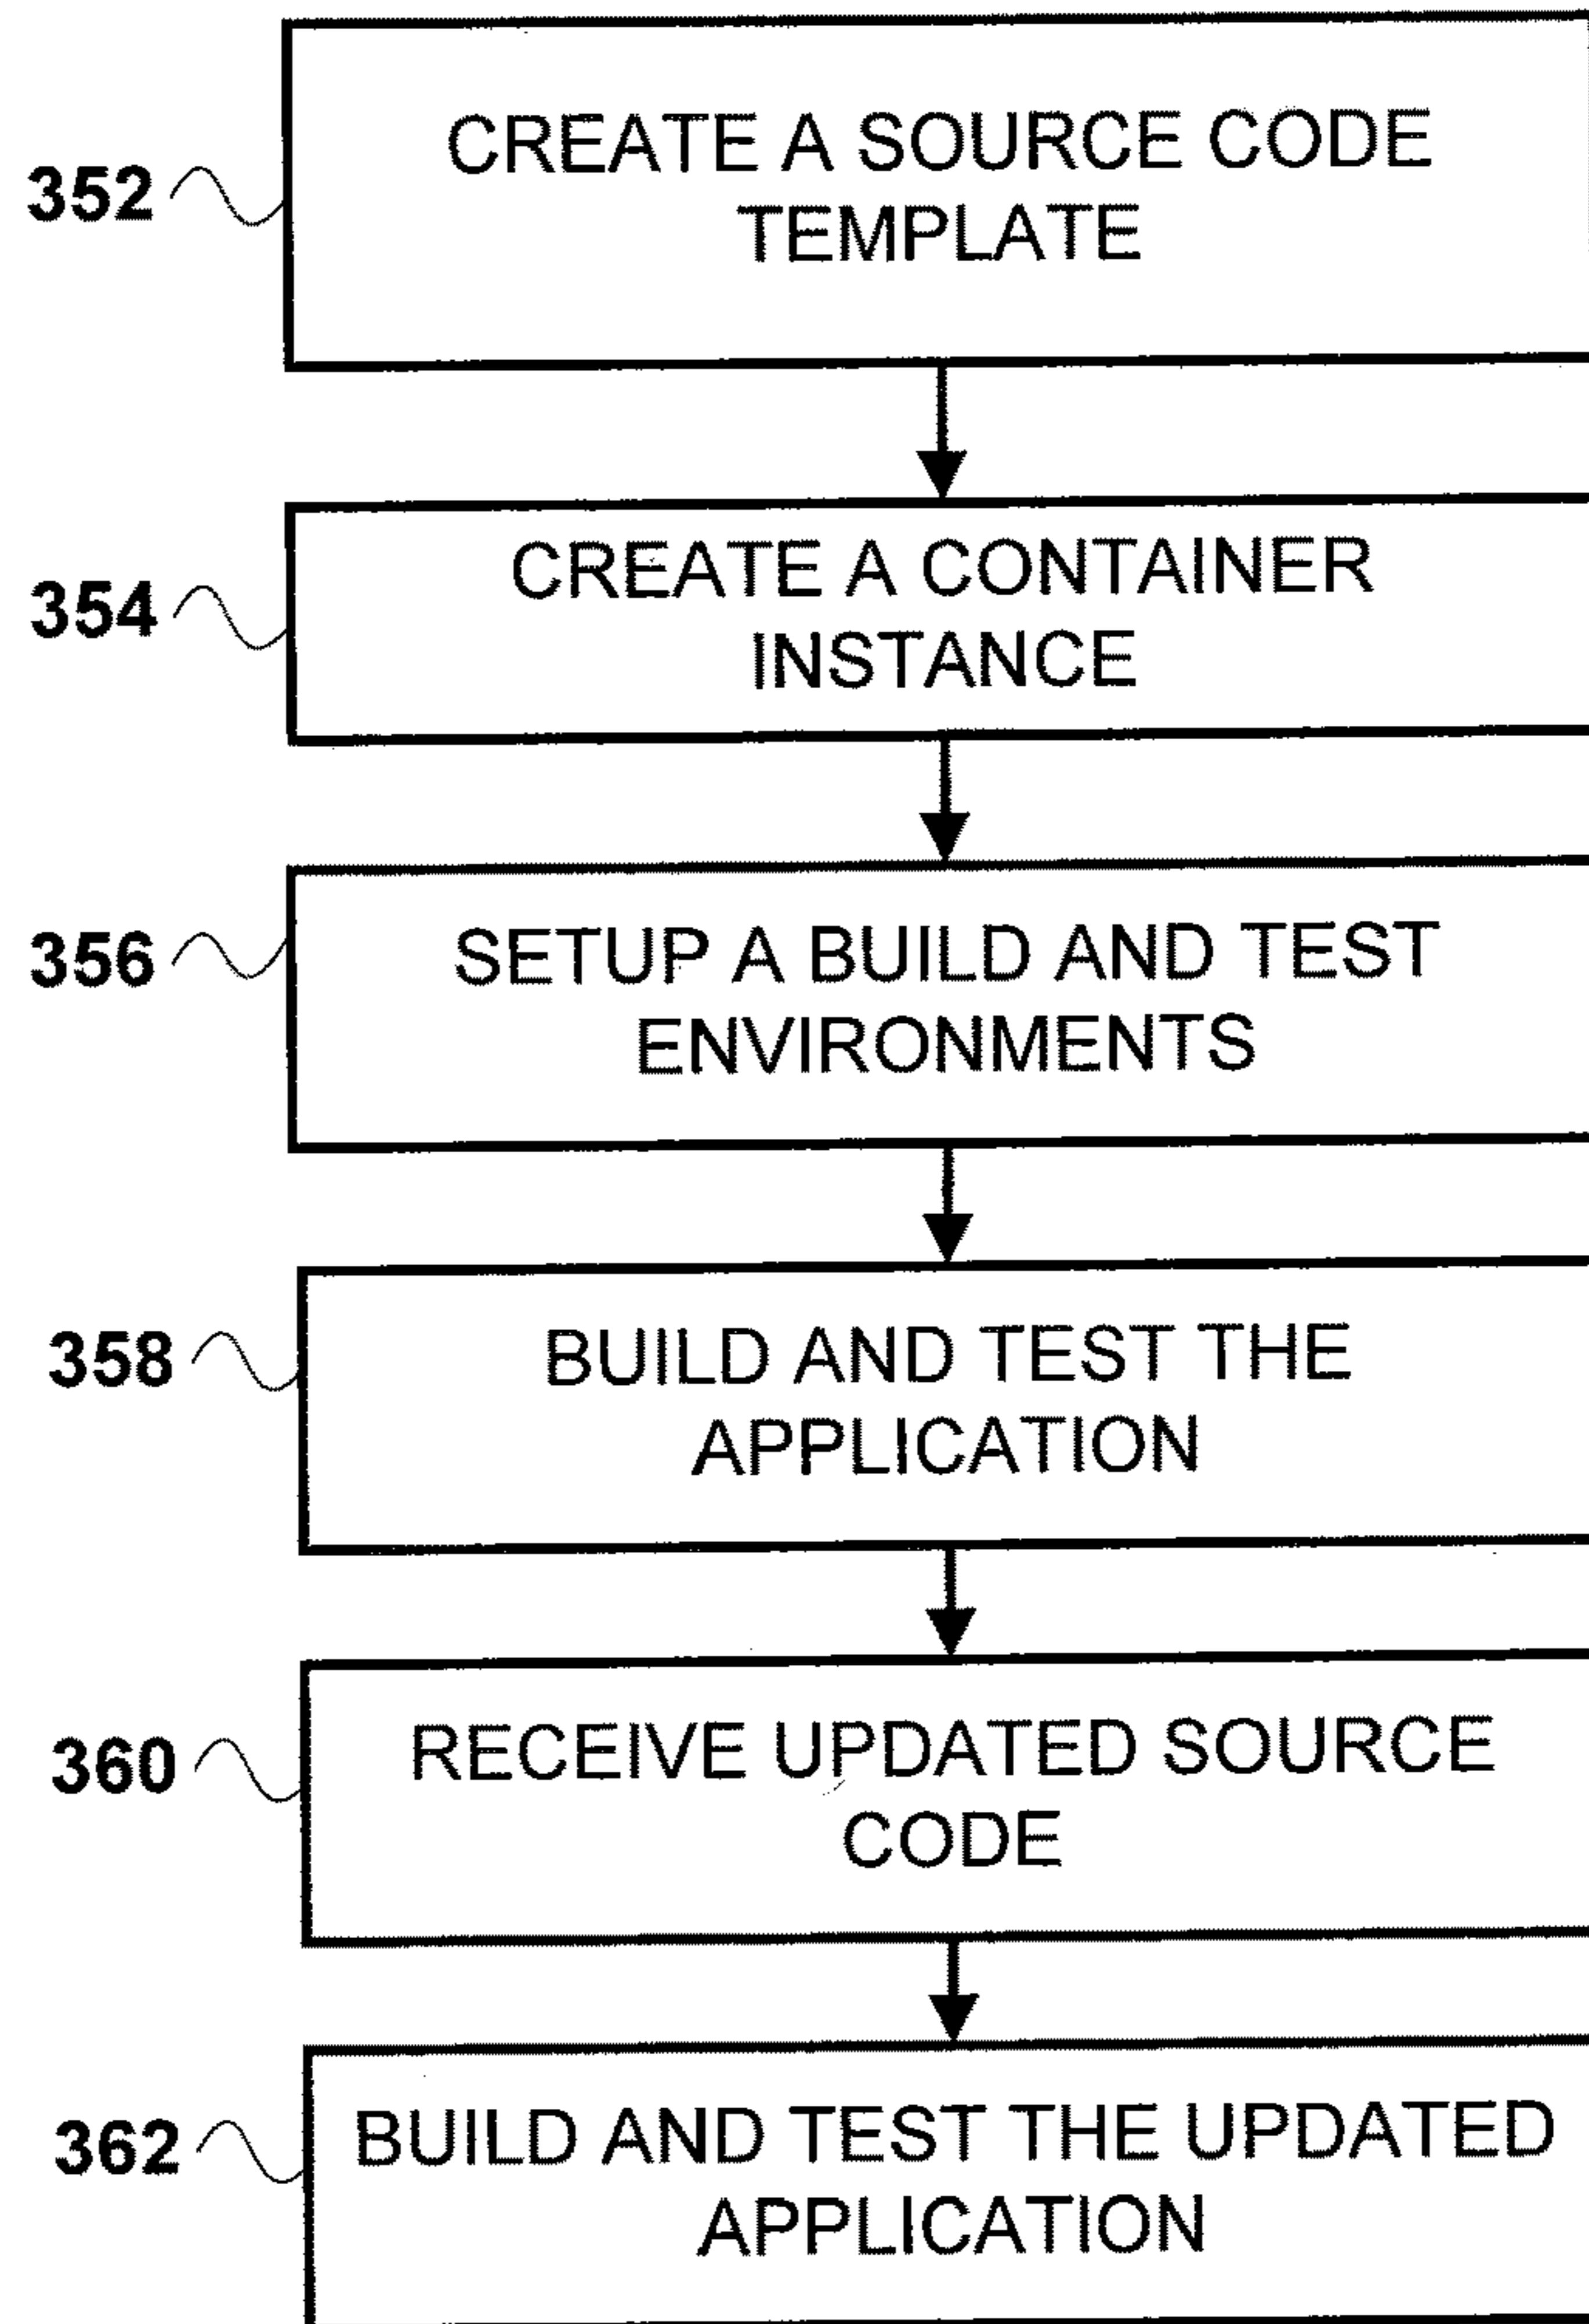 352
CREATE A SOURCE CODE
TEMPLATE
354
CREATE A CONTAINER
INSTANCE
356
SETUP A BUILD AND TEST
ENVIRONMENTS
358
BUILD AND TEST THE
APPLICATION
360
RECEIVE UPDATED SOURCE
CODE
362
BUILD AND TEST THE UPDATED
APPLICATION